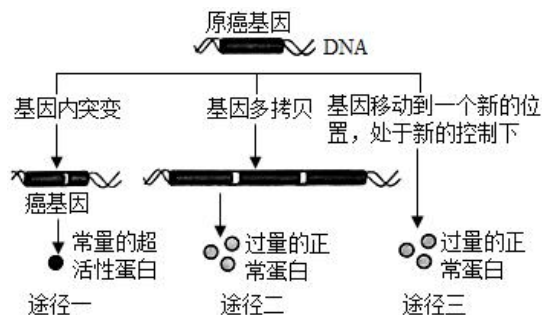 原癌基因
DNA
基因内突变
基因多拷贝
基因移动到一个新的位
置，处于新的控制下
癌基因
常量的超
活性蛋白
过量的正
常蛋白
过量的正
常蛋白
途径一
途径二
途径三